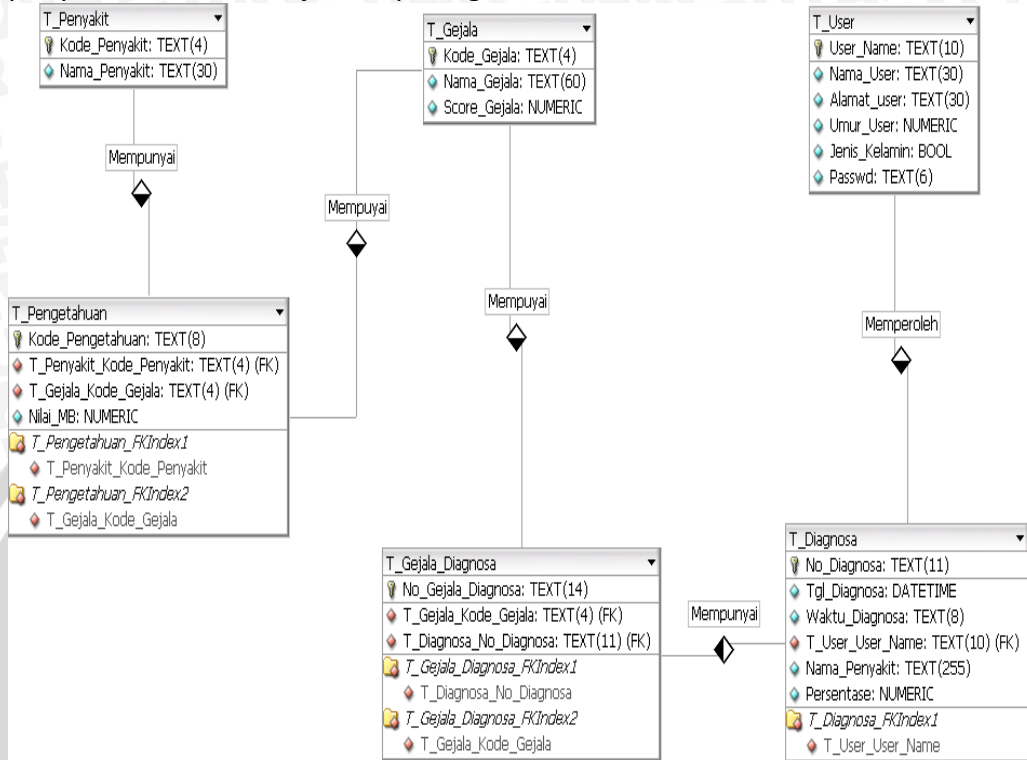 T_Penyakit
Kode_Penyakit: TEXT(4)
Nama_Penyakit: TEXT(30)
T_Gejala
Kode_Gejala: TEXT(4)
Nama_Gejala: TEXT(60)
Score_Gejala: NUMERIC
T_User
User_Name: TEXT(10)
Nama_User: TEXT(30)
Alamat_user: TEXT(30)
Umur_User: NUMERIC
Jenis_Kelamin: BOOL
Passwd: TEXT(6)
Mempunyai
Mempuyai
Mempuyai
Memperoleh
T_Pengetahuan
Kode_Pengetahuan: TEXT(8)
T_Penyakit_Kode_Penyakit: TEXT(4) (FK)
T_Gejala_Kode_Gejala: TEXT(4) (FK)
Nilai_MB: NUMERIC
T_Pengetahuan_FKIndex1
T_Penyakit_Kode_Penyakit
T_Pengetahuan_FKIndex2
T_Gejala_Kode_Gejala
T_Gejala_Diagnosa
No_Gejala_Diagnosa: TEXT(14)
T_Gejala_Kode_Gejala: TEXT(4) (FK)
T_Diagnosa_No_Diagnosa: TEXT(11) (FK)
T_Gejala_Diagnosa_FKIndex1
T_Diagnosa_No_Diagnosa
T_Gejala_Diagnosa_FKIndex2
T_Gejala_Kode_Gejala
Mempunyai
T_Diagnosa
No_Diagnosa: TEXT(11)
Tgl_Diagnosa: DATETIME
Waktu_Diagnosa: TEXT(8)
T_User_User_Name: TEXT(10) (FK)
Nama_Penyakit: TEXT(255)
Persentase: NUMERIC
T_Diagnosa_FKIndex1
T_User_User_Name